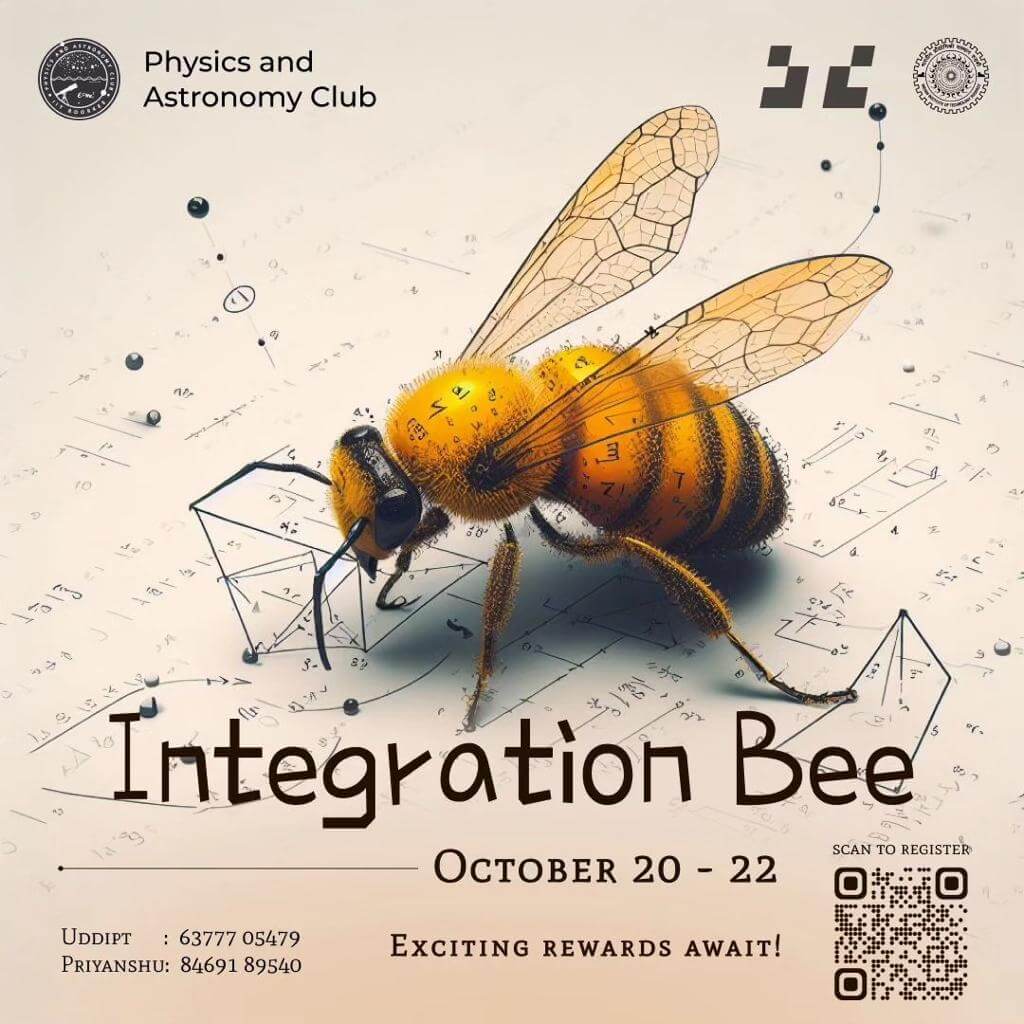 Physics and
Astronomy Club
Integration Bee
October 20 - 22
SCAN TO REGISTER
Uddipt : 63777 05479
Priyanshu: 84691 89540
Exciting rewards await!